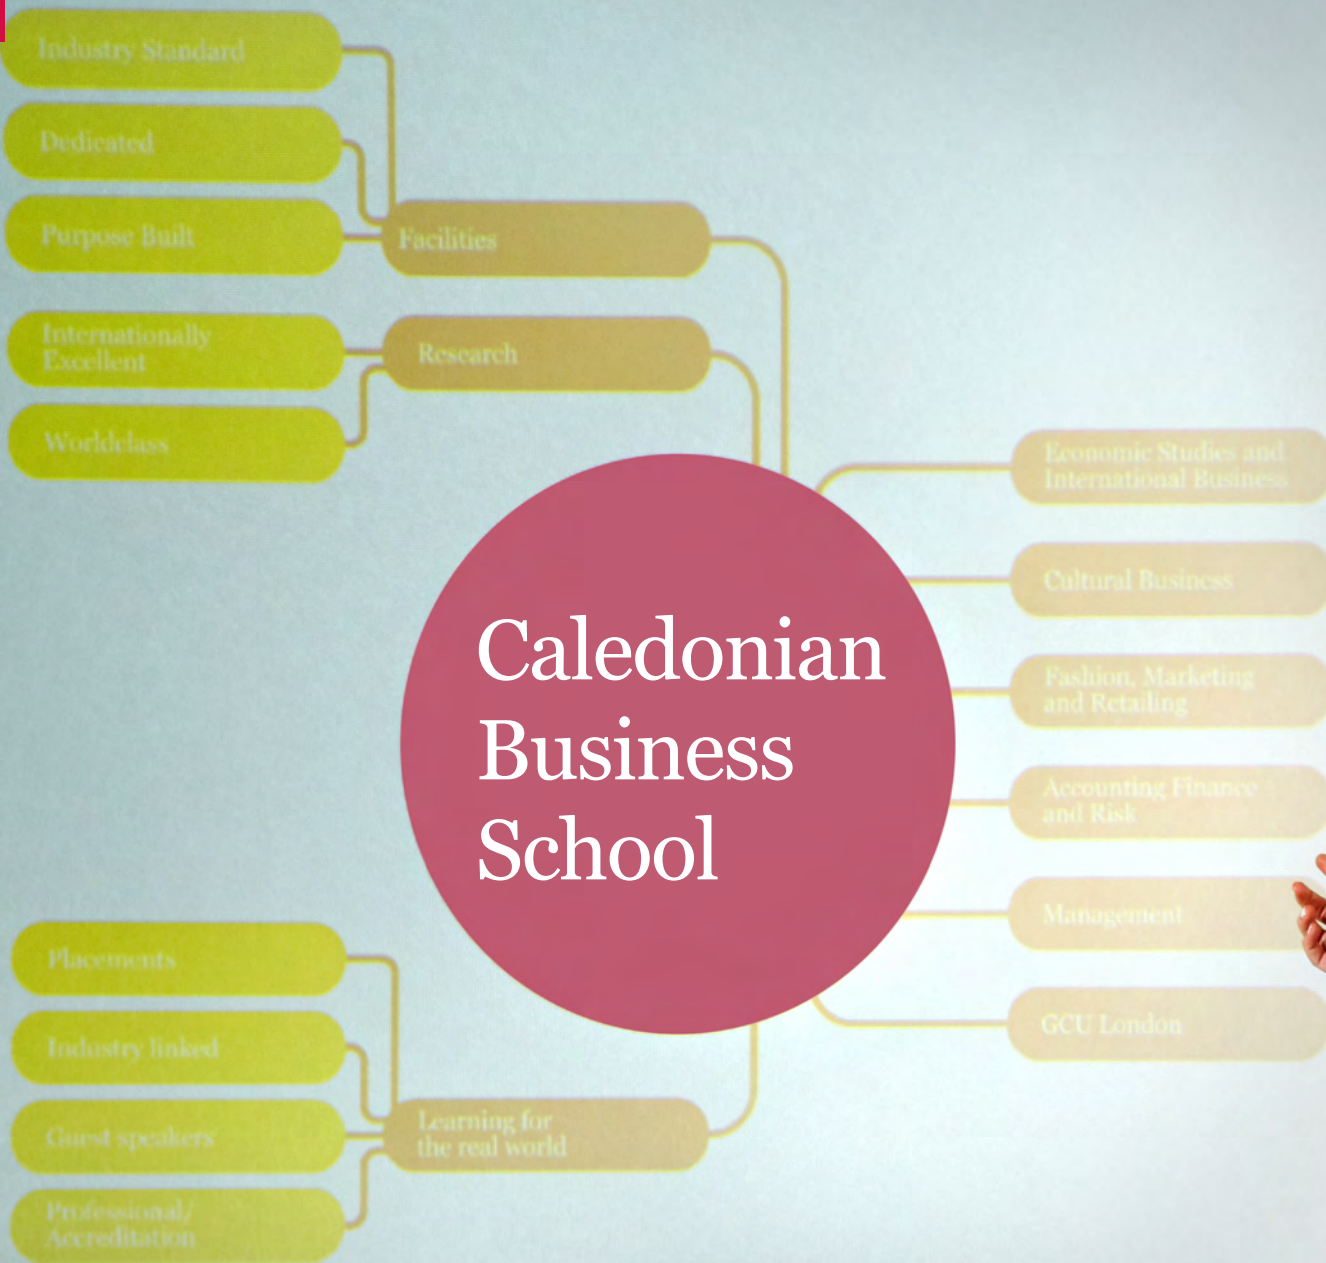 Industry Standard
Dedicated
Purpose Built
Facilities
Internationally
Excellent
Research
Worldclass
Caledonian
Business
School
Economic Studies and
International Business
Cultural Business
Fashion, Marketing
and Retailing
Accounting Finance
and Risk
Management
GCU London
Placements
Industry linked
Guest speakers
Learning for
the real world
Professional/
Accreditation